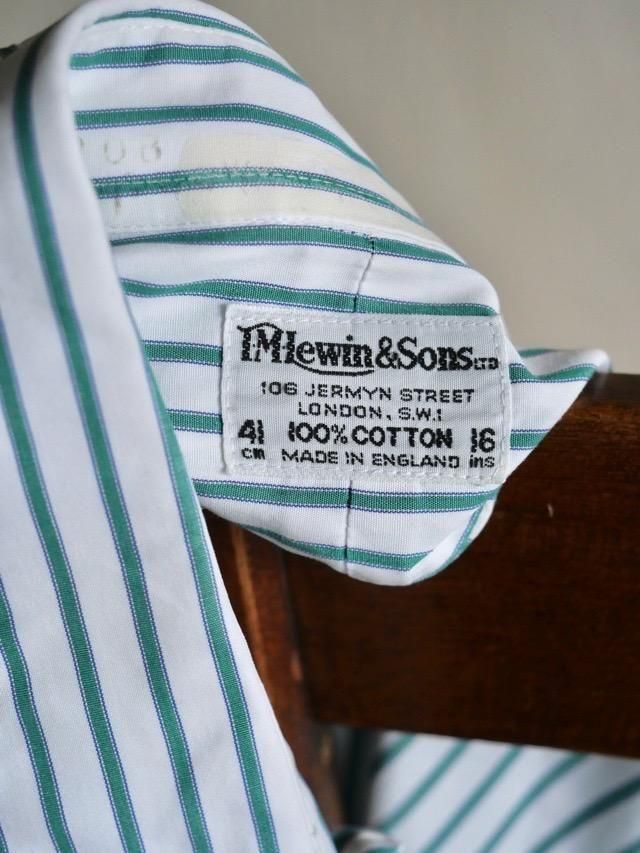 T.M.Lewin & Sons LTD
106 JERMYN STREET
LONDON, S.W.1
41 100% COTTON 16
cm MADE IN ENGLAND ins